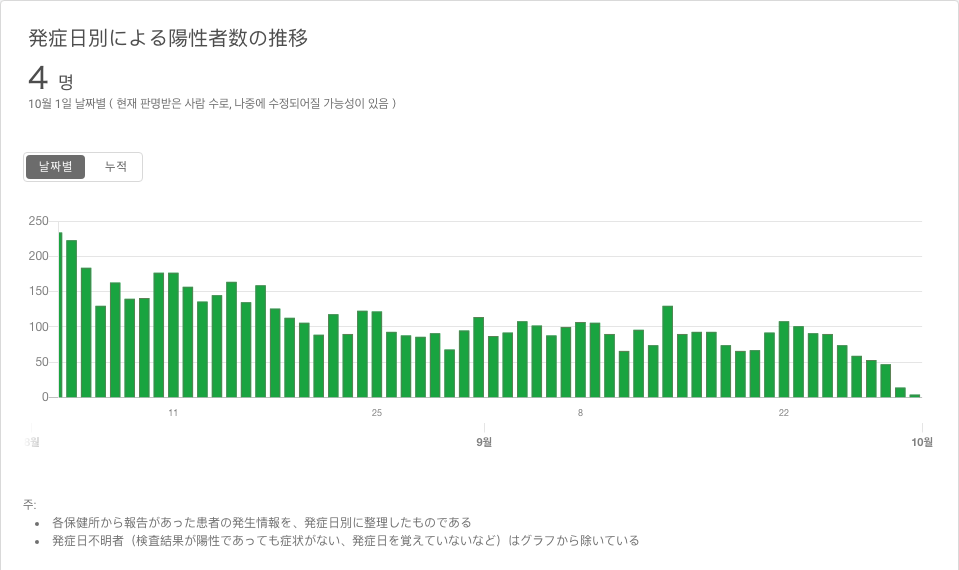 発症日別による陽性者数の推移
4 명
10월 1일 날짜별 ( 현재 판명받은 사람 수로, 나중에 수정되어질 가능성이 있음 )
날짜별 누적
250
200
150
100
50
0
11 25 8 22
8월 9월 10월
주:
• 各保健所から報告があった患者の発生情報を、発症日別に整理したものである
• 発症日不明者（検査結果が陽性であっても症状がない、発症日を覚えていないなど）はグラフから除いている